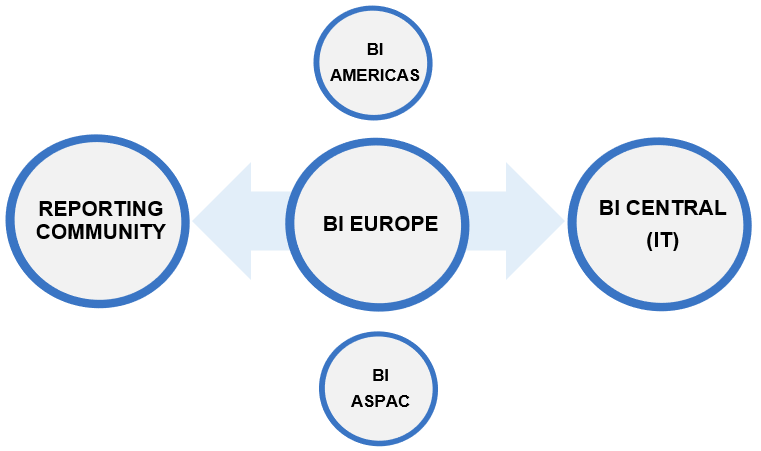 BI
AMERICAS
REPORTING
COMMUNITY
BI EUROPE
BI CENTRAL
(IT)
BI
ASPAC